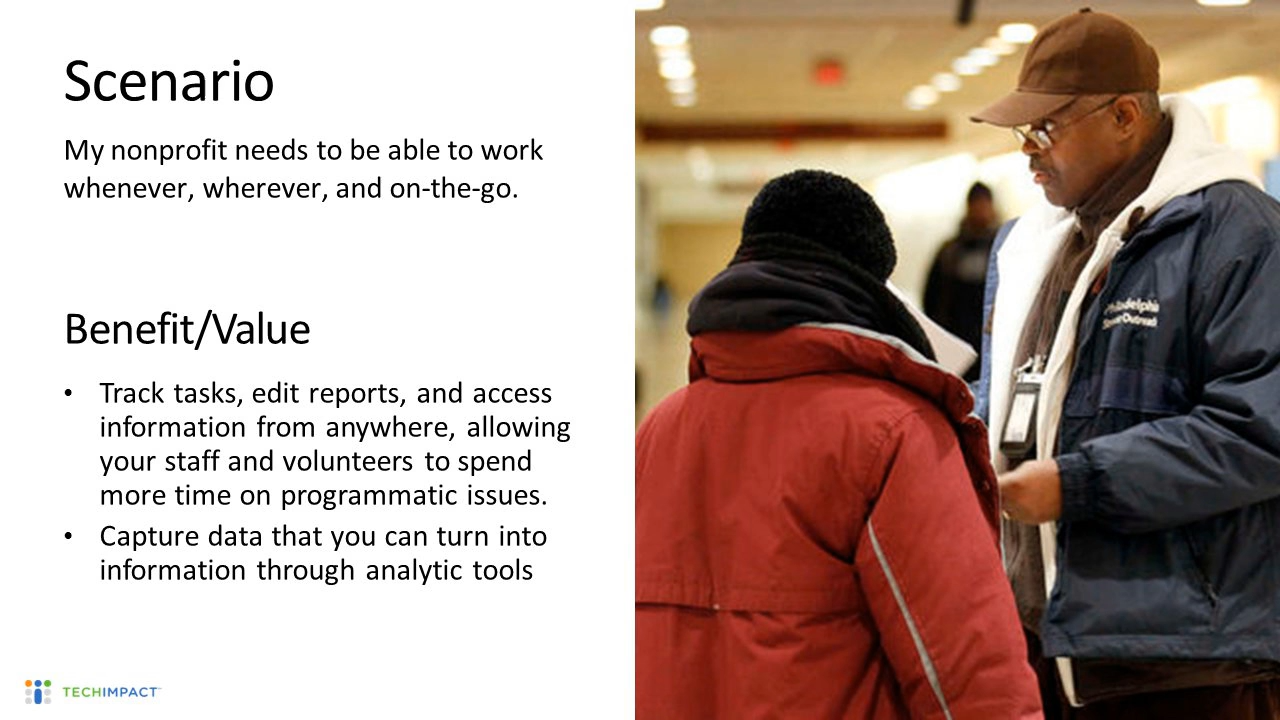 Scenario
My nonprofit needs to be able to work
whenever, wherever, and on-the-go.
Benefit/Value
• Track tasks, edit reports, and access
information from anywhere, allowing
your staff and volunteers to spend
more time on programmatic issues.
• Capture data that you can turn into
information through analytic tools
TECHIMPACT
Philadelphia
Outreach